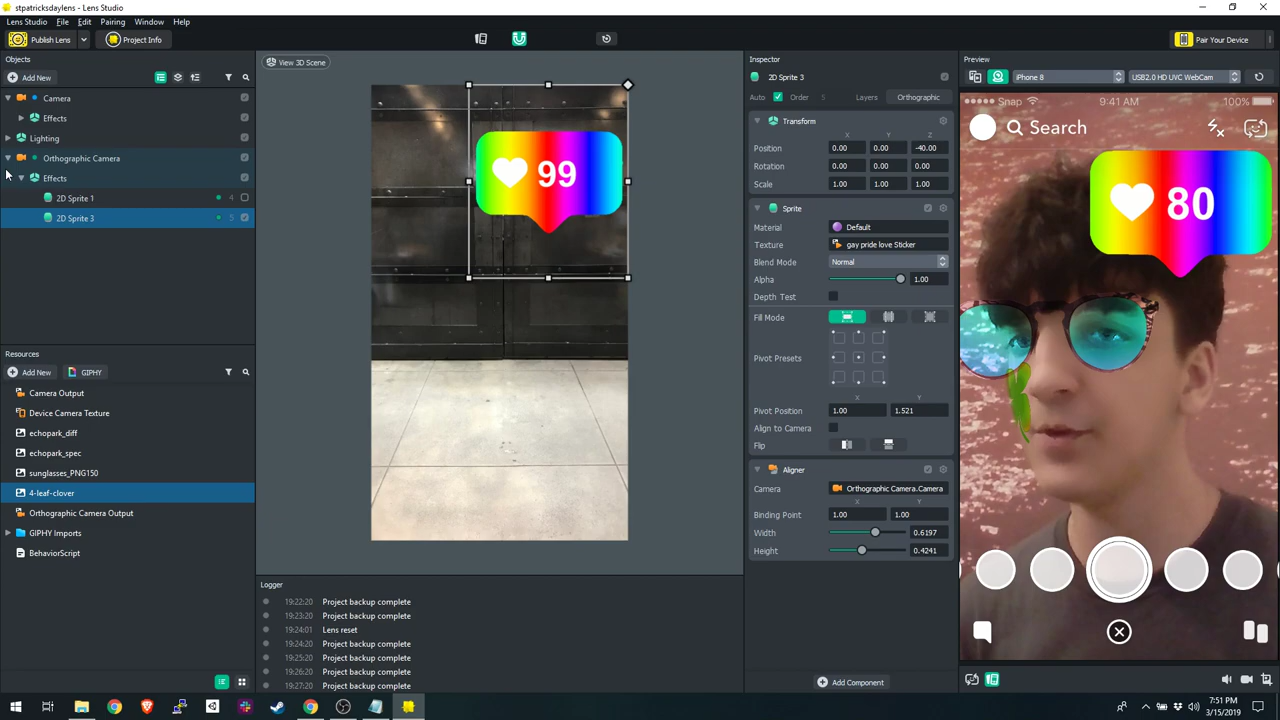 stpatricksdaylens - Lens Studio
Lens Studio File Edit Pairing Window Help
Publish Lens Project Info Pair Your Device
Objects
Add New
Camera
Effects
Lighting
Orthographic Camera
Effects
2D Sprite 1 4
2D Sprite 3 5
Resources
Add New GIPHY
Camera Output
Device Camera Texture
echopark_diff
echopark_spec
sunglasses_PNG150
4-leaf-clover
Orthographic Camera Output
GIPHY Imports
BehaviorScript
View 3D Scene
99
Logger
19:22:20 Project backup complete
19:23:20 Project backup complete
19:24:01 Lens reset
19:24:20 Project backup complete
19:25:20 Project backup complete
19:26:20 Project backup complete
19:27:20 Project backup complete
Inspector
2D Sprite 3
Auto Order 5 Layers Orthographic
Transform
X Y Z
Position 0.00 0.00 -40.00
Rotation 0.00 0.00 0.00
Scale 1.00 1.00 1.00
Sprite
Material Default
Texture gay pride love Sticker
Blend Mode Normal
Alpha 1.00
Depth Test
Fill Mode
Pivot Presets
X Y
Pivot Position 1.00 1.521
Align to Camera
Flip
Aligner
Camera Orthographic Camera.Camera
X Y
Binding Point 1.00 1.00
Width 0.6197
Height 0.4241
Add Component
Preview
iPhone 8 USB2.0 HD UVC WebCam
Snap 9:41 AM 100%
Search
80
7:51 PM
3/15/2019